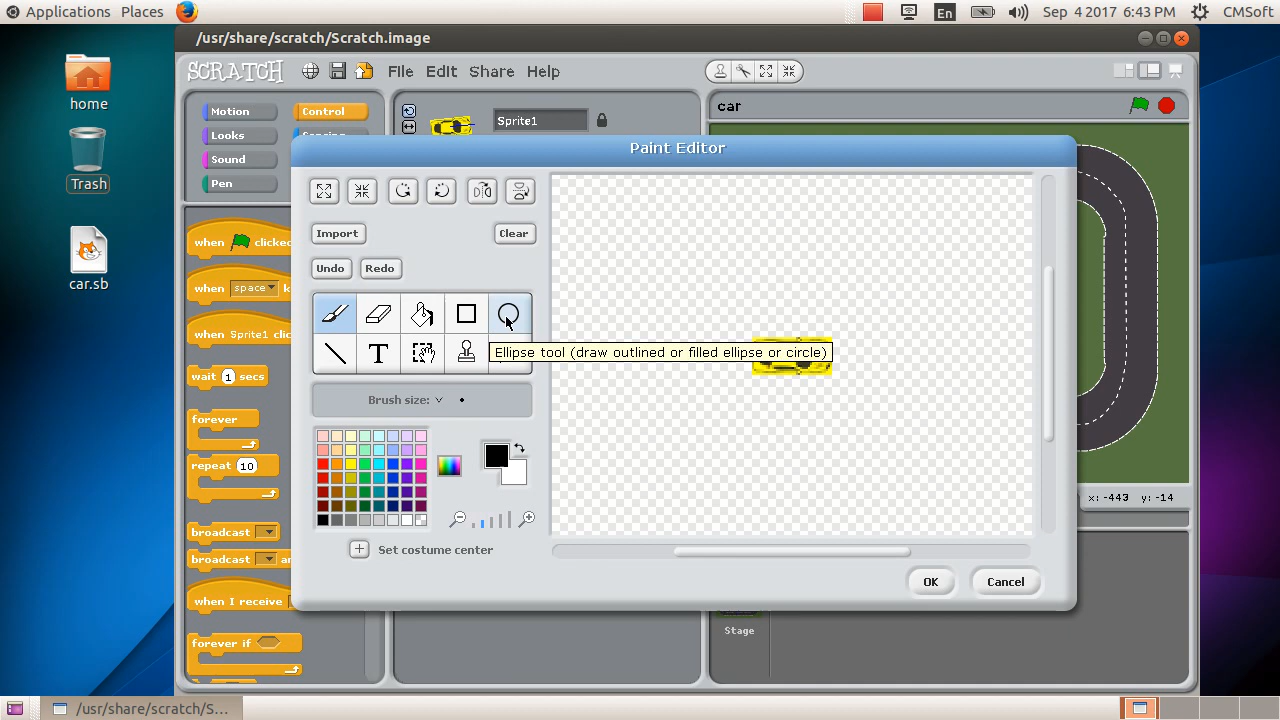 Applications Places En Sep 4 2017 6:43 PM CMSoft
/usr/share/scratch/Scratch.image
SCRATCH File Edit Share Help
home
Trash
car.sb
Motion Control
Looks
Sound
Pen
Sprite1
car
Paint Editor
Import Clear
Undo Redo
Ellipse tool (draw outlined or filled ellipse or circle)
Brush size:
Set costume center
OK Cancel
when clicked
when space k
when Sprite1 clic
wait 1 secs
forever
repeat 10
broadcast
broadcast an
when I receive
forever if
x: -443 y: -14
Stage
/usr/share/scratch/S...